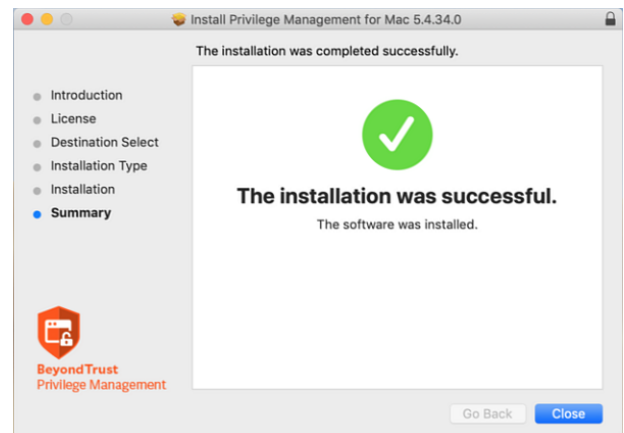 Install Privilege Management for Mac 5.4.34.0
The installation was completed successfully.
Introduction
License
Destination Select
Installation Type
Installation
Summary
The installation was successful.
The software was installed.
BeyondTrust
Privilege Management
Go Back
Close